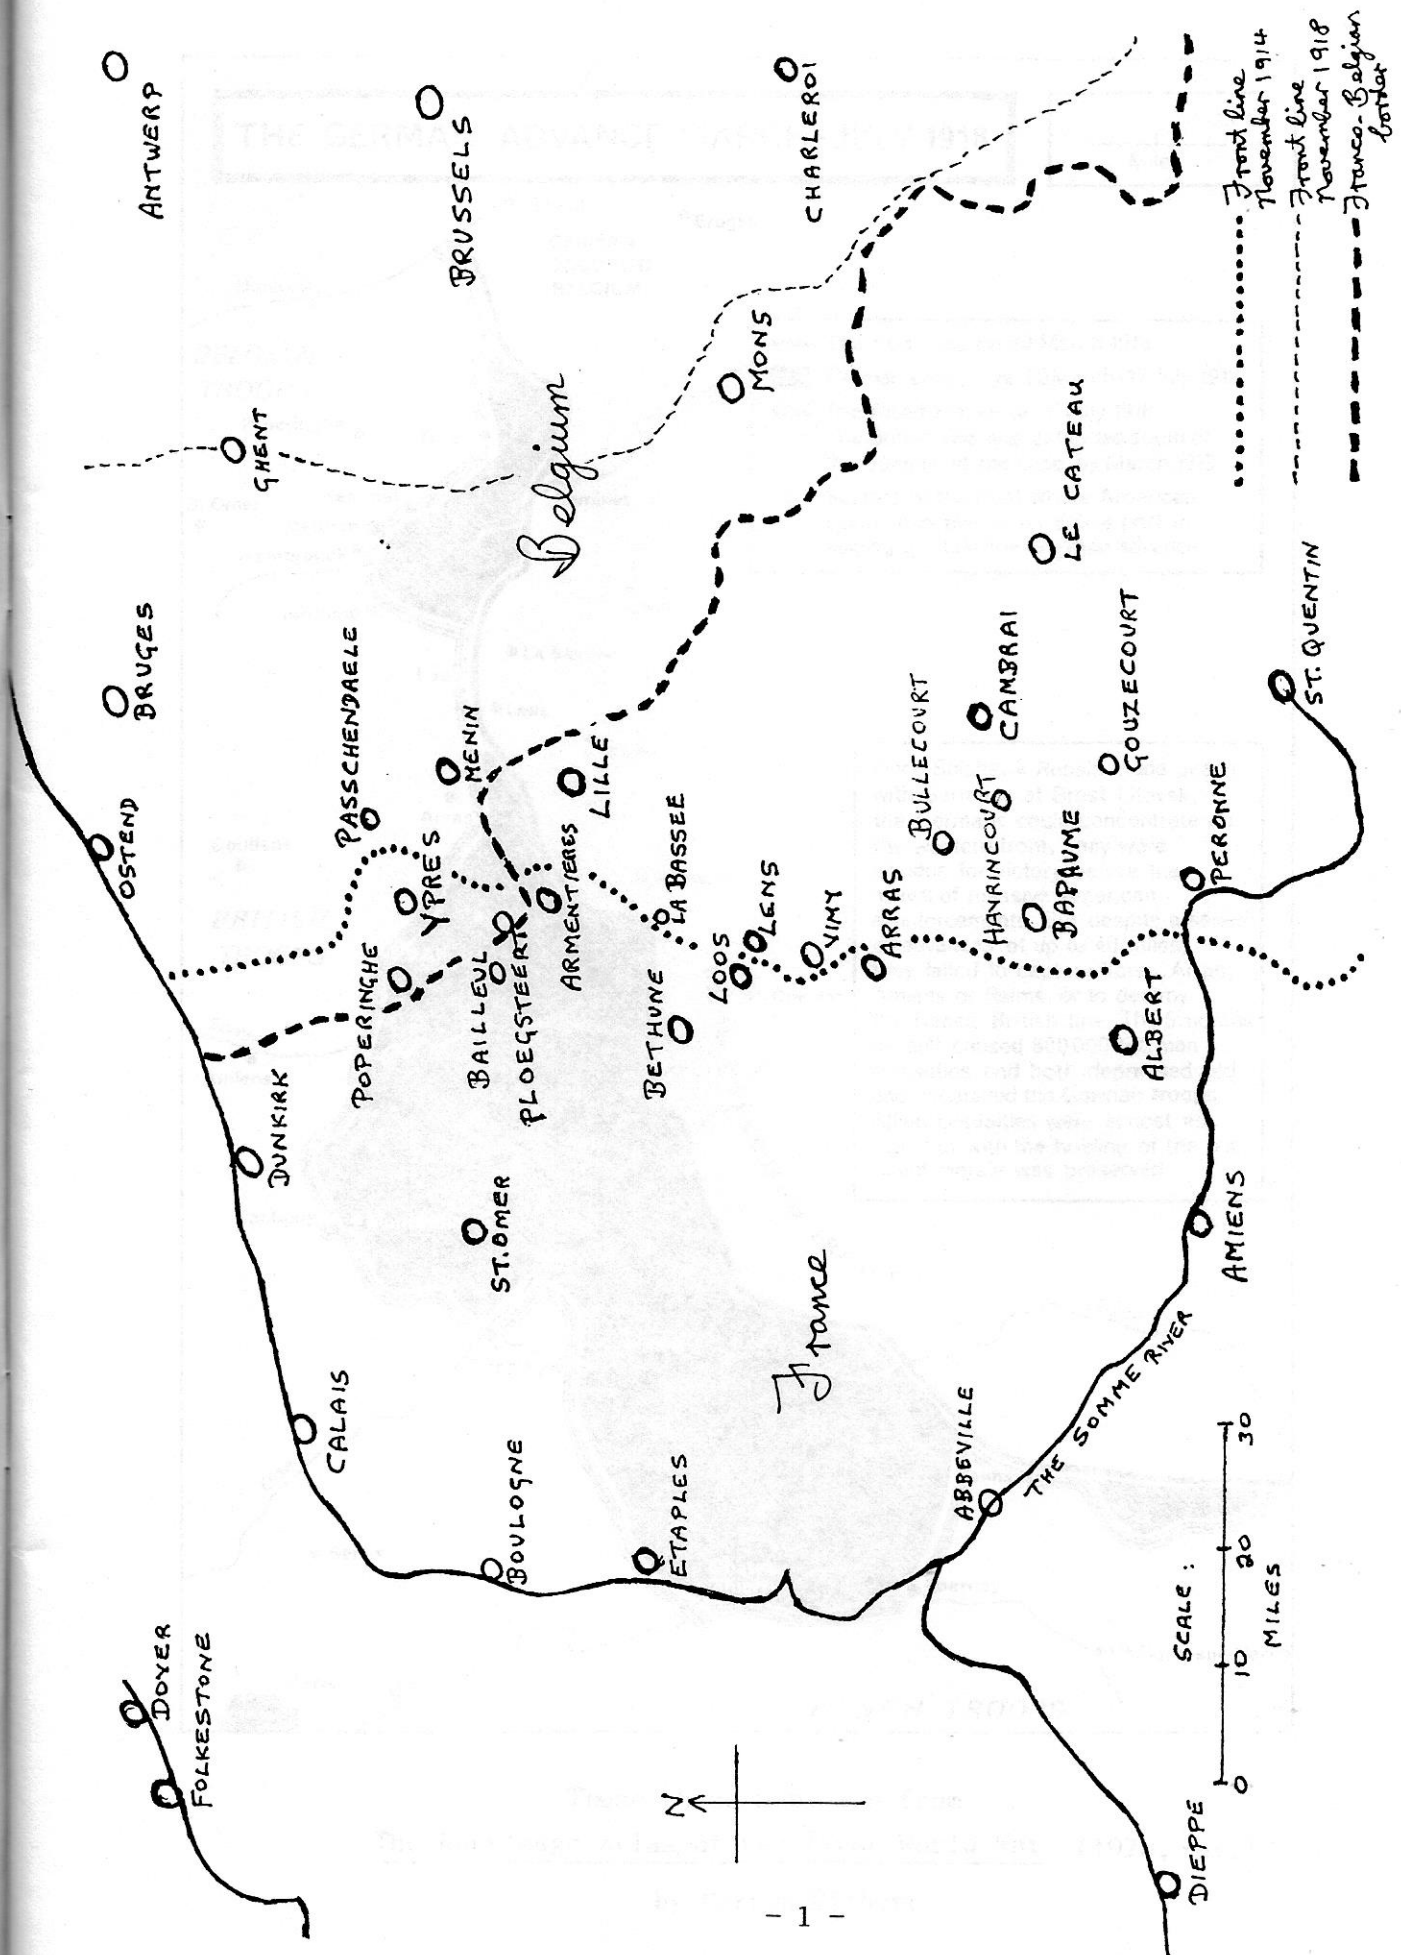 DOVER
FOLKESTONE
CALAIS
DUNKIRK
OSTEND
BRUGES
GHENT
ANTWERP
BRUSSELS
BOULOGNE
ST. OMER
POPERINGHE
YPRES
PASSCHENDAELE
MENIN
BAILLEUL
PLOEGSTEERT
ARMENTIERES
LILLE
Belgium
ETAPLES
BETHUNE
LA BASSEE
LOOS
LENS
MONS
CHARLEROI
France
VIMY
ARRAS
BULLECOURT
HAVRINCOURT
CAMBRAI
BAPAUME
LE CATEAU
GOUZECOURT
ABBEVILLE
THE SOMME RIVER
ALBERT
AMIENS
PERONNE
ST. QUENTIN
DIEPPE
N
SCALE:
0 10 20 30
MILES
Front line
November 1914
Front line
November 1918
Franco-Belgian
border
- 1 -